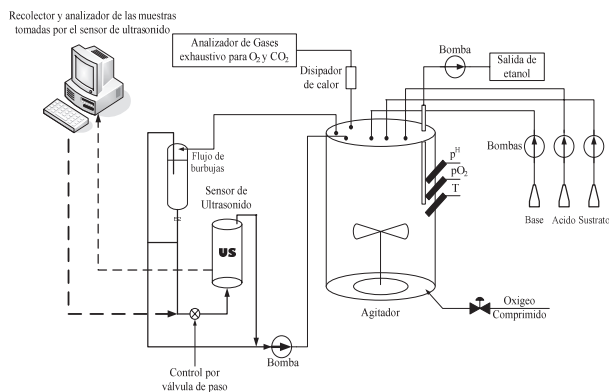 Recolector y analizador de las muestras
tomadas por el sensor de ultrasonido
Analizador de Gases
exhaustivo para O2 y CO2
Disipador
de calor
Bomba
Salida de
etanol
Flujo de
burbujas
Sensor de
Ultrasonido
US
pH
pO2
T
Bombas
Base
Acido
Sustrato
Agitador
Oxigeo
Comprimido
Bomba
Control por
válvula de paso